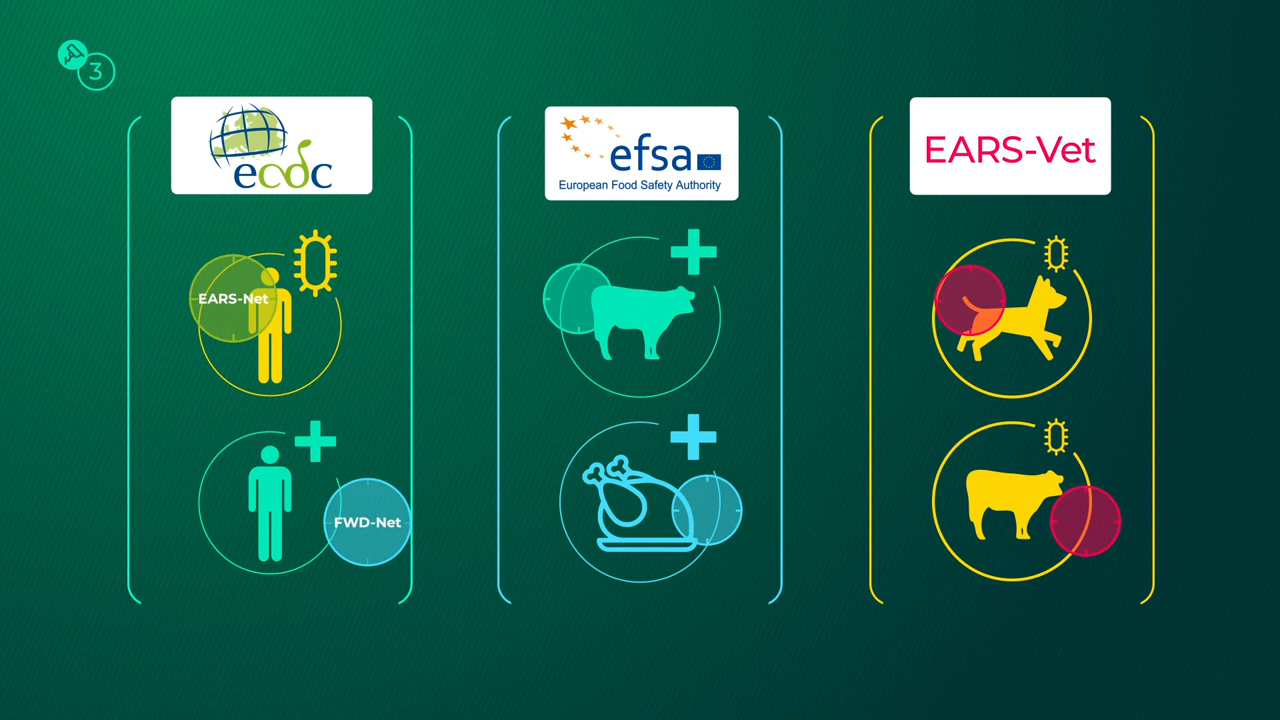 3
ecdc
efsa
European Food Safety Authority
EARS-Vet
EARS-Net
FWD-Net